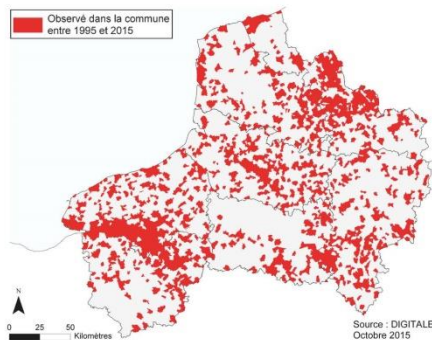 Observé dans la commune
entre 1995 et 2015
N
0 25 50
Kilomètres
Source : DIGITALE
Octobre 2015